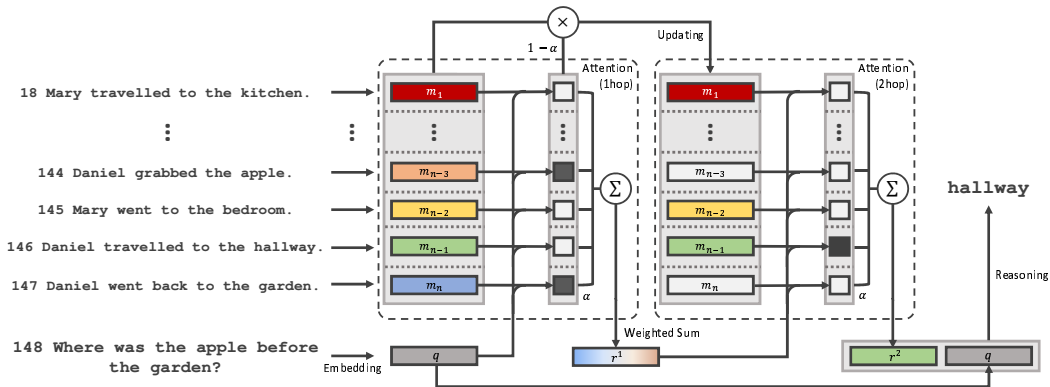 ×
1 − α
Updating
Attention
(1hop)
Attention
(2hop)
18 Mary travelled to the kitchen.
m₁
m₁
⋮
⋮
⋮
⋮
⋮
⋮
144 Daniel grabbed the apple.
mₙ₋₃
mₙ₋₃
Σ
Σ
hallway
145 Mary went to the bedroom.
mₙ₋₂
mₙ₋₂
146 Daniel travelled to the hallway.
mₙ₋₁
mₙ₋₁
147 Daniel went back to the garden.
mₙ
α
mₙ
α
Reasoning
Weighted Sum
148 Where was the apple before
the garden?
Embedding
q
r¹
r²
q